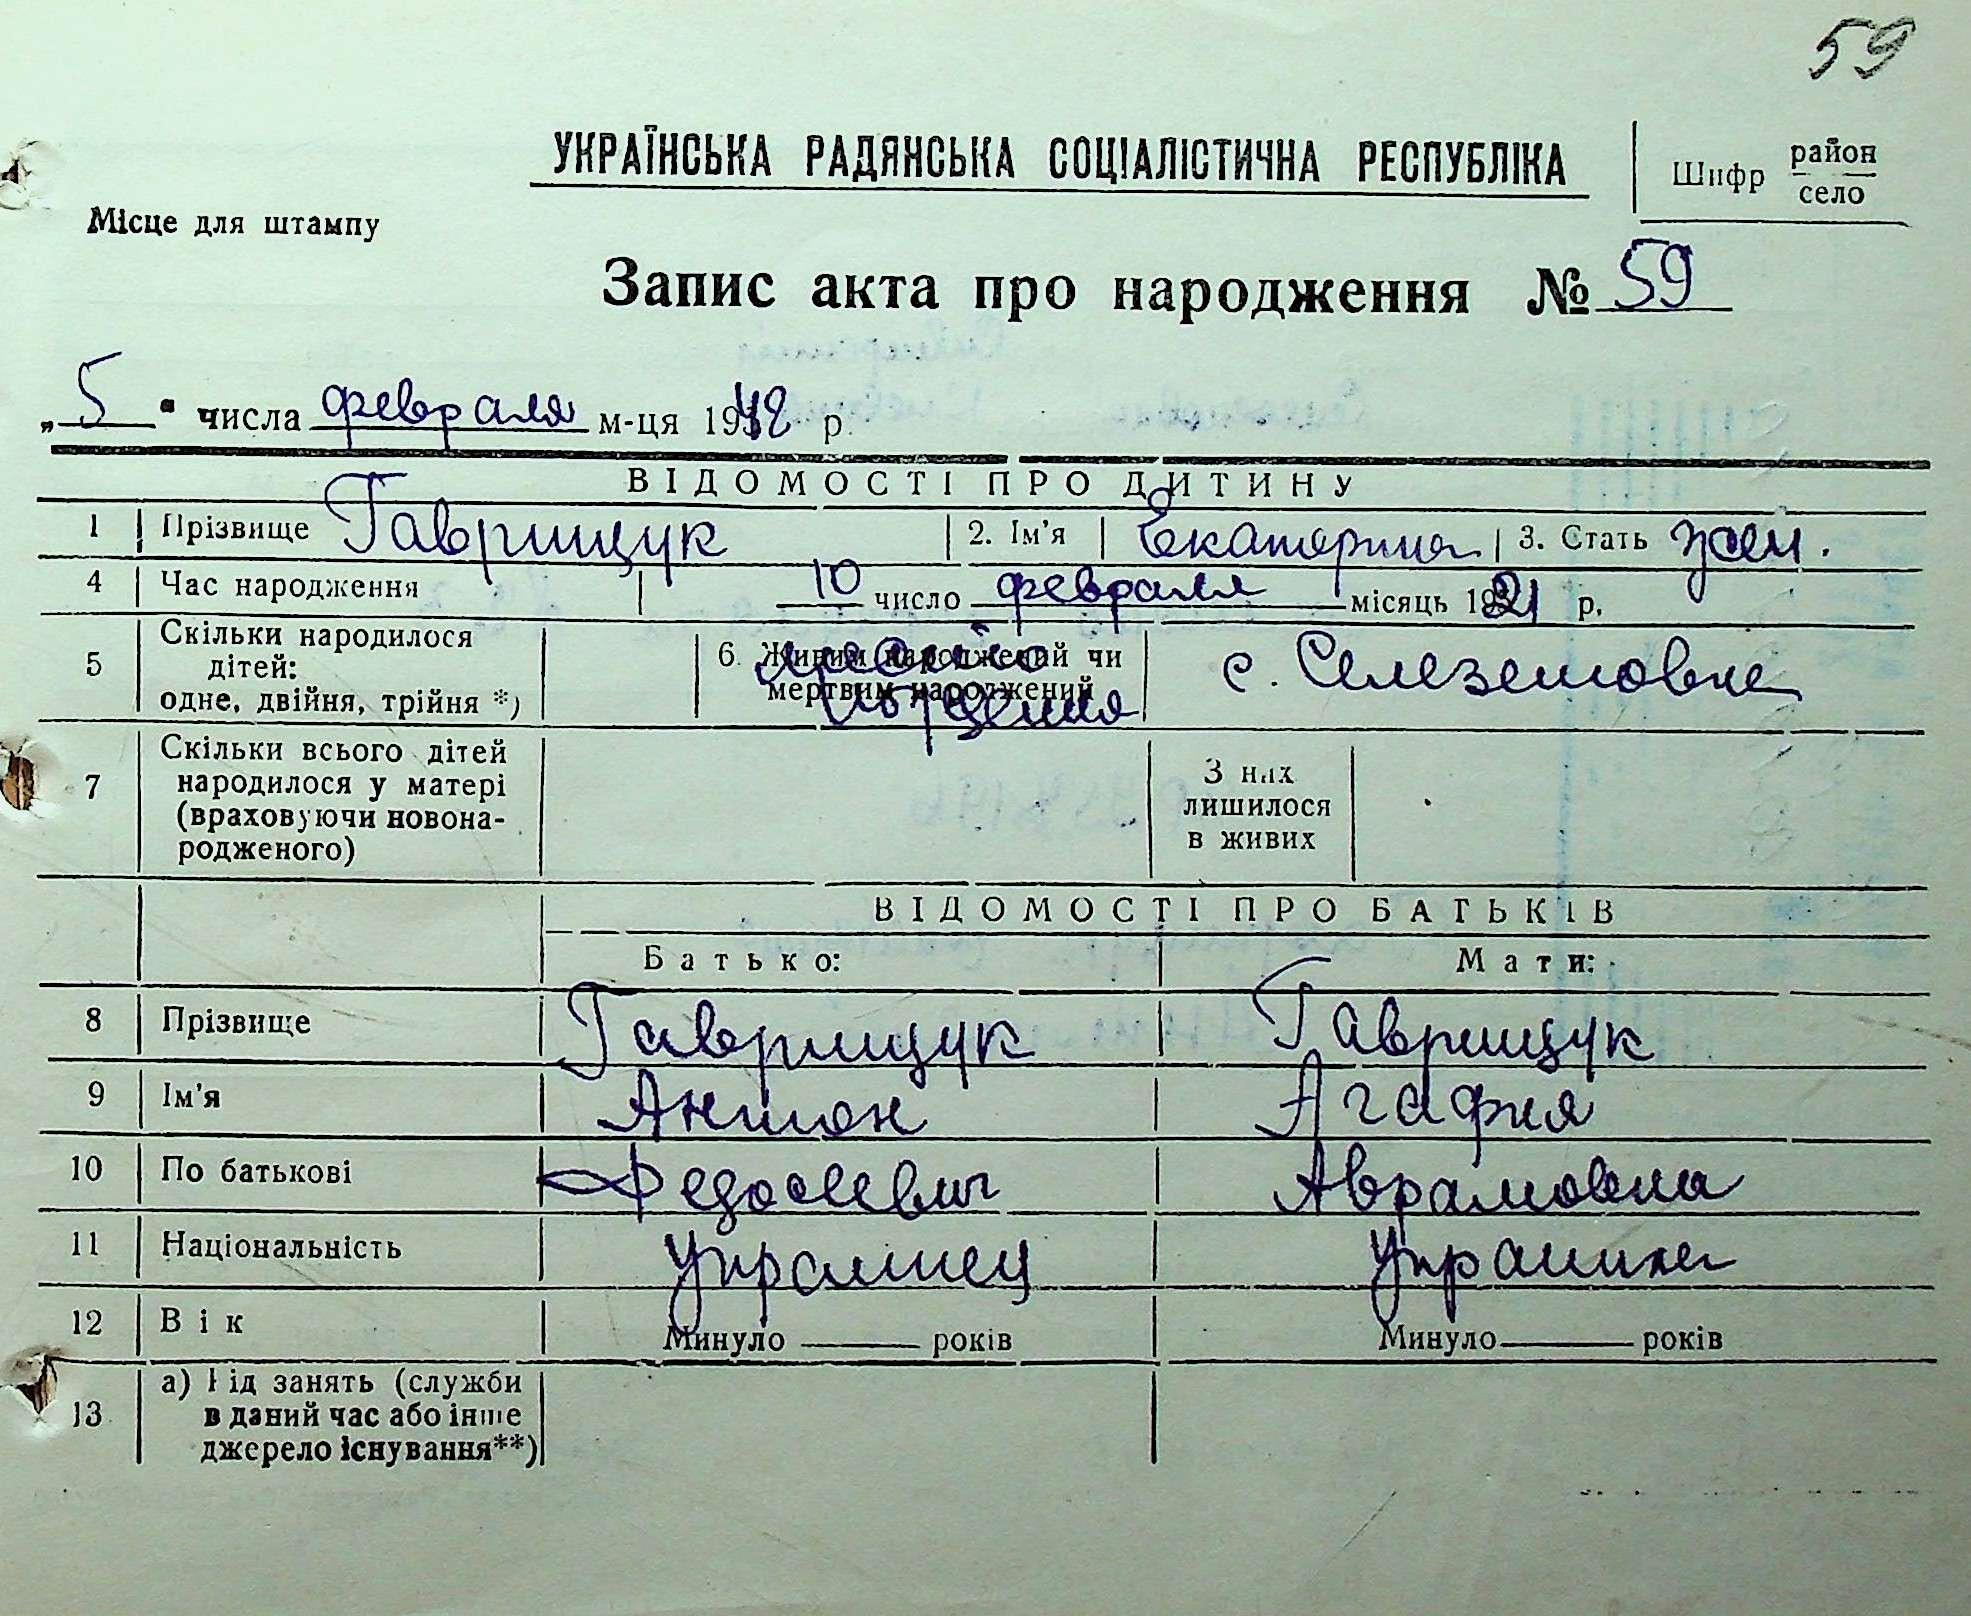 59
УКРАЇНСЬКА РАДЯНСЬКА СОЦІАЛІСТИЧНА РЕСПУБЛІКА
Шифр район
село
Місце для штампу
Запис акта про народження № 59
„5" числа февраля м-ця 1948 р.
ВІДОМОСТІ ПРО ДИТИНУ
1 Прізвище Гаврищук 2. Ім'я Екатерина 3. Стать жен.
4 Час народження 10 число февраля місяць 1921 р.
5 Скільки народилося дітей: одне, двійня, трійня *)
6. Живим народжений чи мертвим народжений
с. Селезеновка
7 Скільки всього дітей народилося у матері (враховуючи новонародженого)
З них лишилося в живих
ВІДОМОСТІ ПРО БАТЬКІВ
Батько: Мати:
8 Прізвище Гаврищук Гаврищук
9 Ім'я Антон Агафия
10 По батькові Федосеевич Аврамовна
11 Національність украинец украинка
12 Вік Минуло ___ років Минуло ___ років
13 а) Рід занять (служби в даний час або інше джерело існування**)